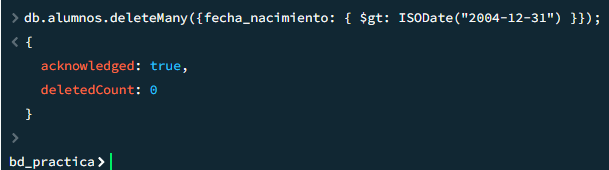 > db.alumnos.deleteMany({fecha_nacimiento: { $gt: ISODate("2004-12-31") }});
< {
acknowledged: true,
deletedCount: 0
}
>
bd_practica>